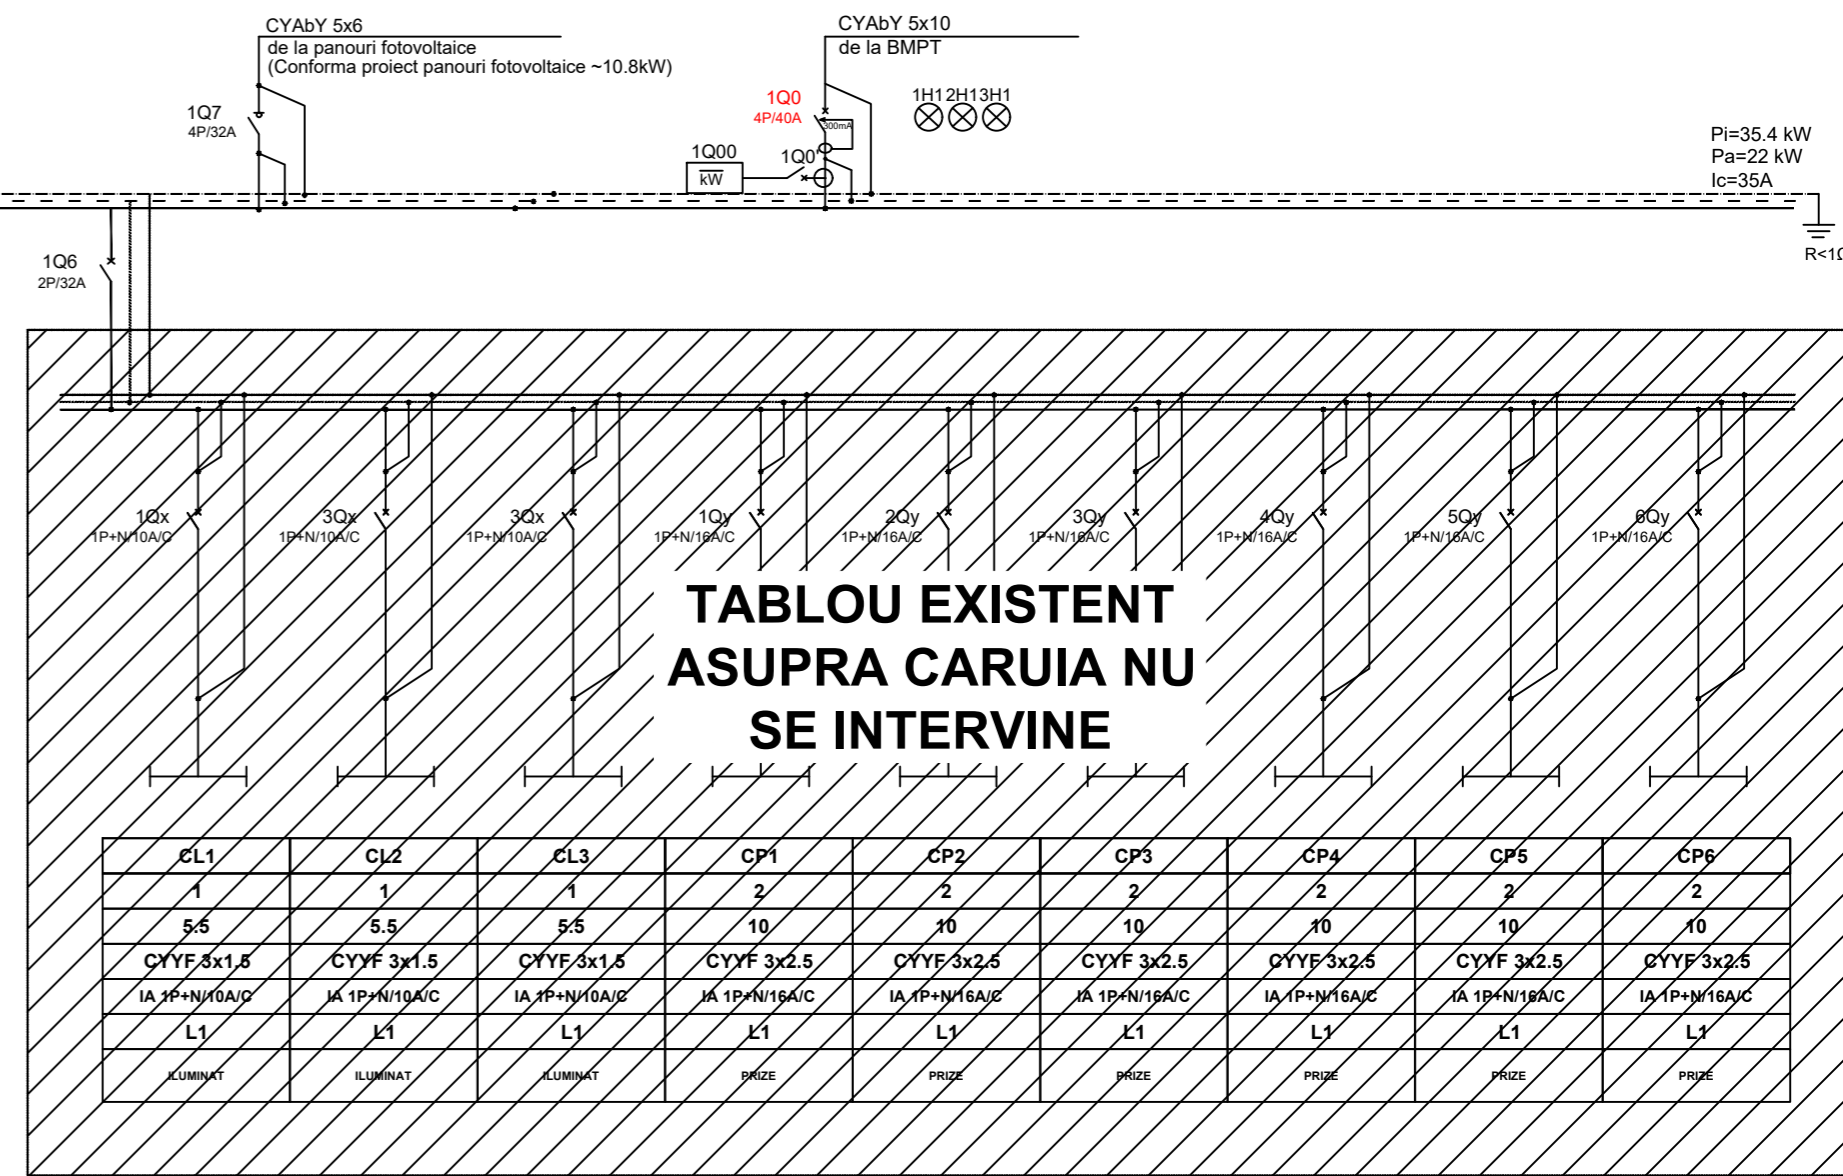 CYAbY 5x6
de la panouri fotovoltaice
(Conforma proiect panouri fotovoltaice ~10.8kW)
CYAbY 5x10
de la BMPT
1Q7
4P/32A
1Q0
4P/40A
300mA
1H1 2H1 3H1
1Q00
kW
1Q0'
Pi=35.4 kW
Pa=22 kW
Ic=35A
R<1Ω
1Q6
2P/32A
1Qx 3Qx 3Qx 1Qy 2Qy 3Qy 4Qy 5Qy 6Qy
1P+N/10A/C 1P+N/10A/C 1P+N/10A/C 1P+N/16A/C 1P+N/16A/C 1P+N/16A/C 1P+N/16A/C 1P+N/16A/C 1P+N/16A/C
TABLOU EXISTENT
ASUPRA CARUIA NU
SE INTERVINE
CL1 CL2 CL3 CP1 CP2 CP3 CP4 CP5 CP6
1 1 1 2 2 2 2 2 2
5.5 5.5 5.5 10 10 10 10 10 10
CYYF 3x1.5 CYYF 3x1.5 CYYF 3x1.5 CYYF 3x2.5 CYYF 3x2.5 CYYF 3x2.5 CYYF 3x2.5 CYYF 3x2.5 CYYF 3x2.5
IA 1P+N/10A/C IA 1P+N/10A/C IA 1P+N/10A/C IA 1P+N/16A/C IA 1P+N/16A/C IA 1P+N/16A/C IA 1P+N/16A/C IA 1P+N/16A/C IA 1P+N/16A/C
L1 L1 L1 L1 L1 L1 L1 L1 L1
ILUMINAT ILUMINAT ILUMINAT PRIZE PRIZE PRIZE PRIZE PRIZE PRIZE